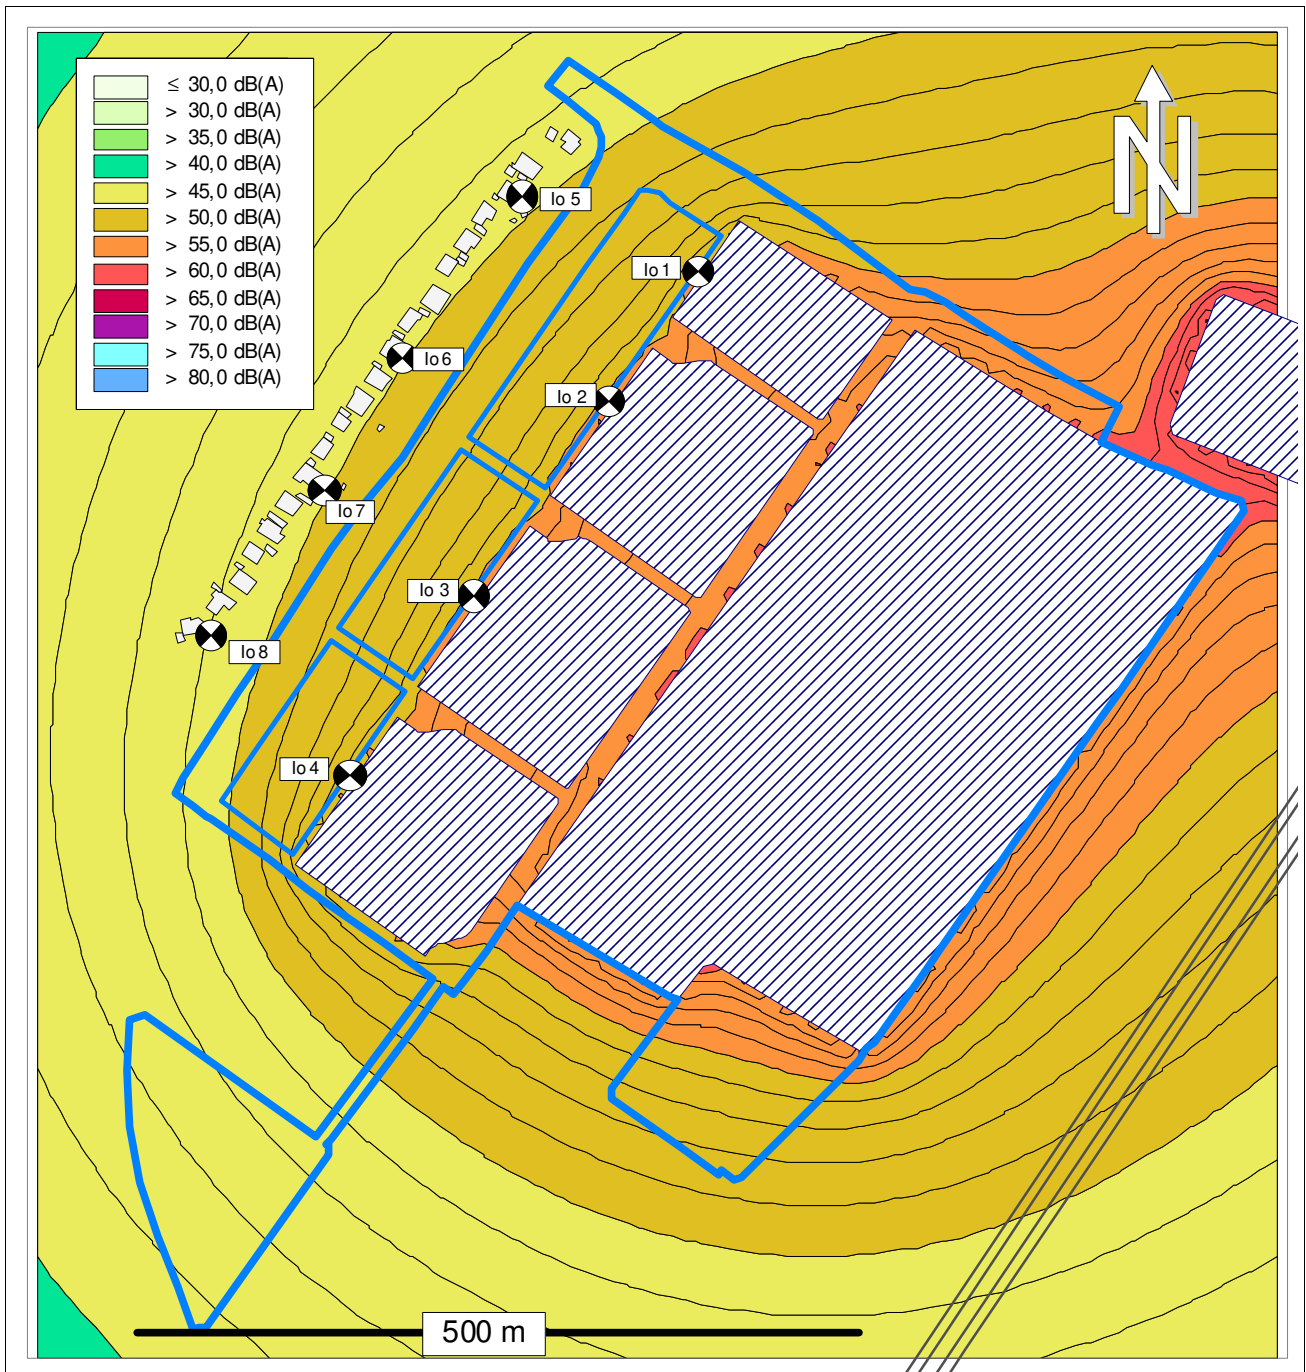 ≤ 30,0 dB(A)
> 30,0 dB(A)
> 35,0 dB(A)
> 40,0 dB(A)
> 45,0 dB(A)
> 50,0 dB(A)
> 55,0 dB(A)
> 60,0 dB(A)
> 65,0 dB(A)
> 70,0 dB(A)
> 75,0 dB(A)
> 80,0 dB(A)
N
Io 5
Io 1
Io 6
Io 2
Io 7
Io 3
Io 8
Io 4
500 m